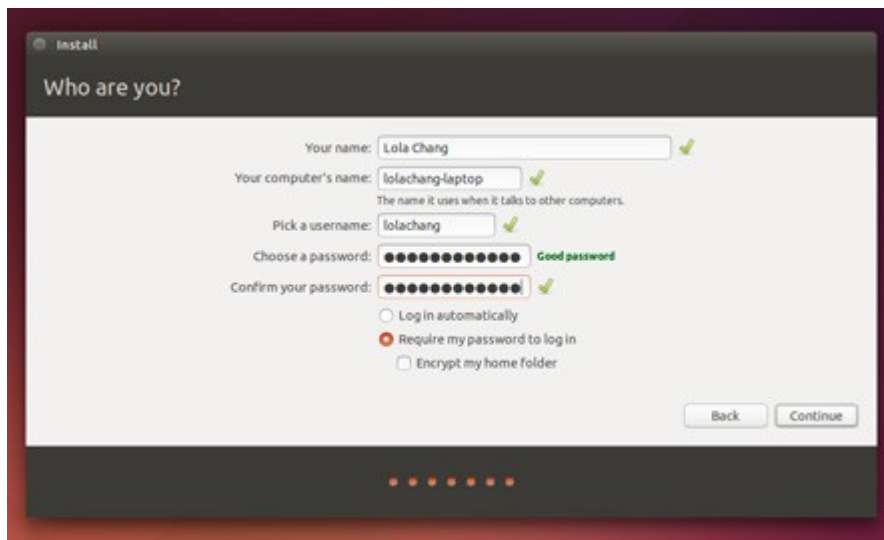 Install
Who are you?
Your name: Lola Chang
Your computer's name: lolachang-laptop
The name it uses when it talks to other computers.
Pick a username: lolachang
Choose a password: ●●●●●●●●●●●● Good password
Confirm your password: ●●●●●●●●●●●●
Log in automatically
Require my password to log in
Encrypt my home folder
Back Continue